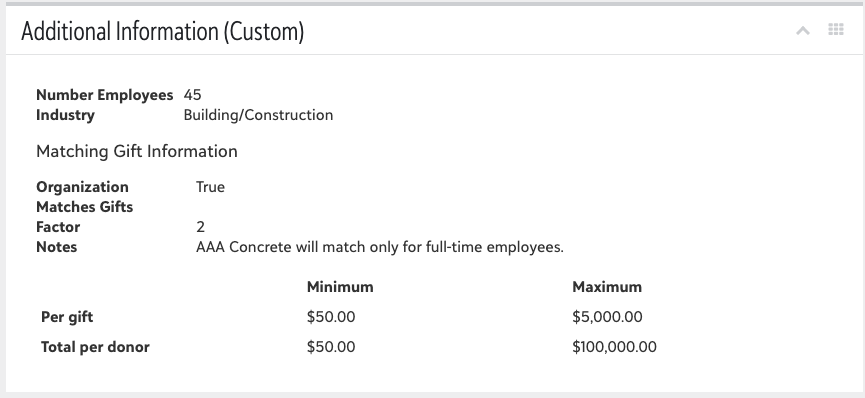 Additional Information (Custom)
Number Employees 45
Industry Building/Construction
Matching Gift Information
Organization True
Matches Gifts
Factor 2
Notes AAA Concrete will match only for full-time employees.
Minimum Maximum
Per gift $50.00 $5,000.00
Total per donor $50.00 $100,000.00